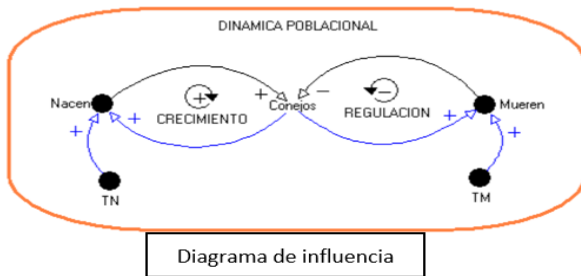 DINAMICA POBLACIONAL
Nacen
+
+
CRECIMIENTO
+
Conejos
−
−
REGULACION
Mueren
+
+
+
+
TN
TM
Diagrama de influencia